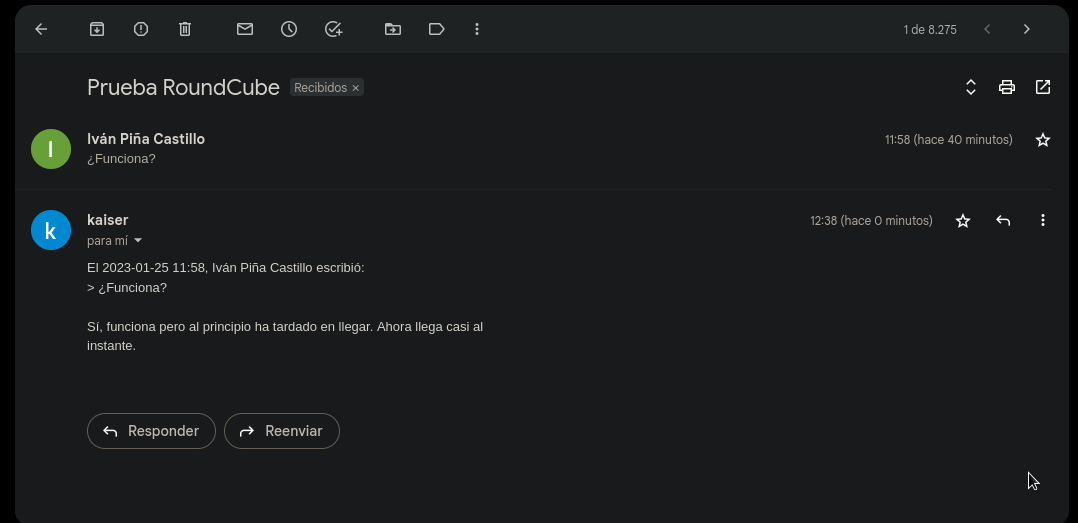 1 de 8.275
Prueba RoundCube Recibidos ×
I
Iván Piña Castillo 11:58 (hace 40 minutos)
¿Funciona?
k
kaiser 12:38 (hace 0 minutos)
para mí
El 2023-01-25 11:58, Iván Piña Castillo escribió:
> ¿Funciona?
Sí, funciona pero al principio ha tardado en llegar. Ahora llega casi al
instante.
Responder Reenviar